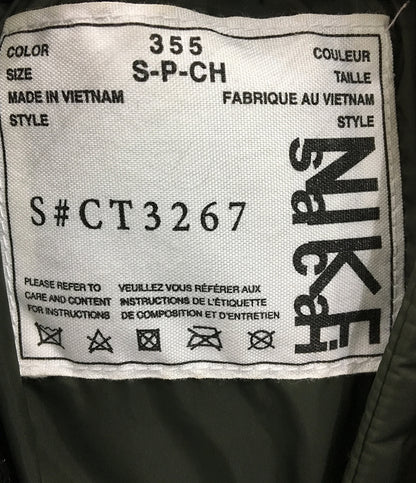 COLOR 355 COULEUR
SIZE S-P-CH TAILLE
MADE IN VIETNAM FABRIQUE AU VIETNAM
STYLE STYLE
S#CT3267
PLEASE REFER TO VEUILLEZ VOUS RÉFÉRER AUX
CARE AND CONTENT INSTRUCTIONS DE L'ÉTIQUETTE
FOR INSTRUCTIONS DE COMPOSITION ET D'ENTRETIEN
NIKE
sacai